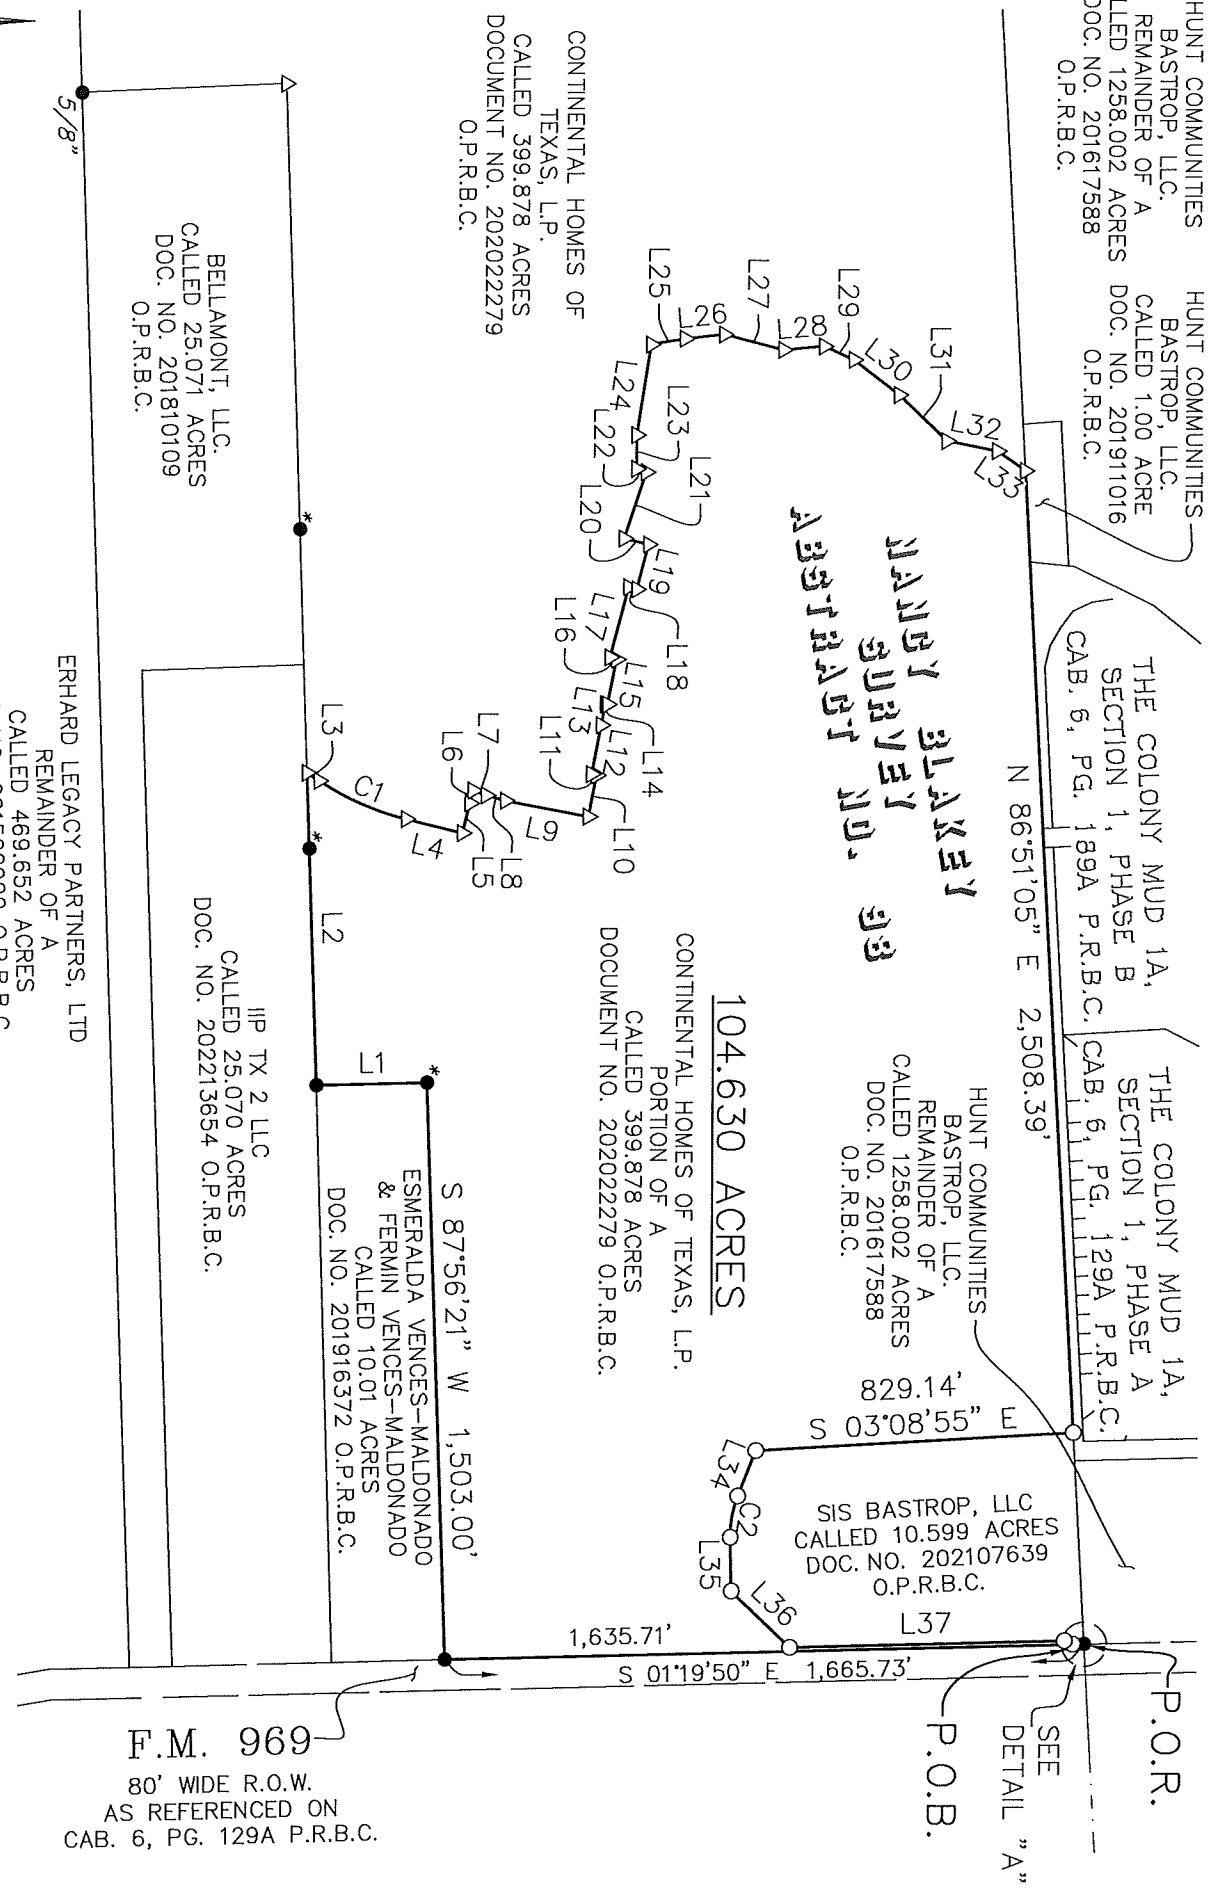 HUNT COMMUNITIES
BASTROP, LLC.
REMAINDER OF A
LLED 1258.002 ACRES
DOC. NO. 201617588
O.P.R.B.C.
HUNT COMMUNITIES
BASTROP, LLC.
CALLED 1.00 ACRE
DOC. NO. 201911016
O.P.R.B.C.
THE COLONY MUD 1A,
SECTION 1, PHASE B
CAB. 6, PG. 189A P.R.B.C.
THE COLONY MUD 1A,
SECTION 1, PHASE A
CAB. 6, PG. 129A P.R.B.C.
N 86°51'05" E 2,508.39'
CONTINENTAL HOMES OF
TEXAS, L.P.
CALLED 399.878 ACRES
DOCUMENT NO. 202022279
O.P.R.B.C.
NANCY BLAKEY
SURVEY
ABSTRACT NO. 98
HUNT COMMUNITIES
BASTROP, LLC.
REMAINDER OF A
CALLED 1258.002 ACRES
DOC. NO. 201617588
O.P.R.B.C.
104.630 ACRES
CONTINENTAL HOMES OF TEXAS, L.P.
PORTION OF A
CALLED 399.878 ACRES
DOCUMENT NO. 202022279 O.P.R.B.C.
829.14'
S 03°08'55" E
SIS BASTROP, LLC
CALLED 10.599 ACRES
DOC. NO. 202107639
O.P.R.B.C.
P.O.R.
SEE
DETAIL "A"
P.O.B.
L37
L36
L35
C2
L34
L33
L32
L31
L30
L29
L28
L27
L26
L25
L24
L23
L22
L21
L20
L19
L18
L17
L16
L15
L14
L13
L12
L11
L10
L9
L8
L7
L6
L5
L4
C1
L3
L2
L1
*
*
*
1,635.71'
S 01°19'50" E 1,665.73'
S 87°56'21" W 1,503.00'
ESMERALDA VENCES-MALDONADO
& FERMIN VENCES-MALDONADO
CALLED 10.01 ACRES
DOC. NO. 201916372 O.P.R.B.C.
BELLAMONT, LLC.
CALLED 25.071 ACRES
DOC. NO. 201810109
O.P.R.B.C.
IIP TX 2 LLC
CALLED 25.070 ACRES
DOC. NO. 202213654 O.P.R.B.C.
5/8"
ERHARD LEGACY PARTNERS, LTD
REMAINDER OF A
CALLED 469.652 ACRES
O.P.R.B.C.
F.M. 969
80' WIDE R.O.W.
AS REFERENCED ON
CAB. 6, PG. 129A P.R.B.C.